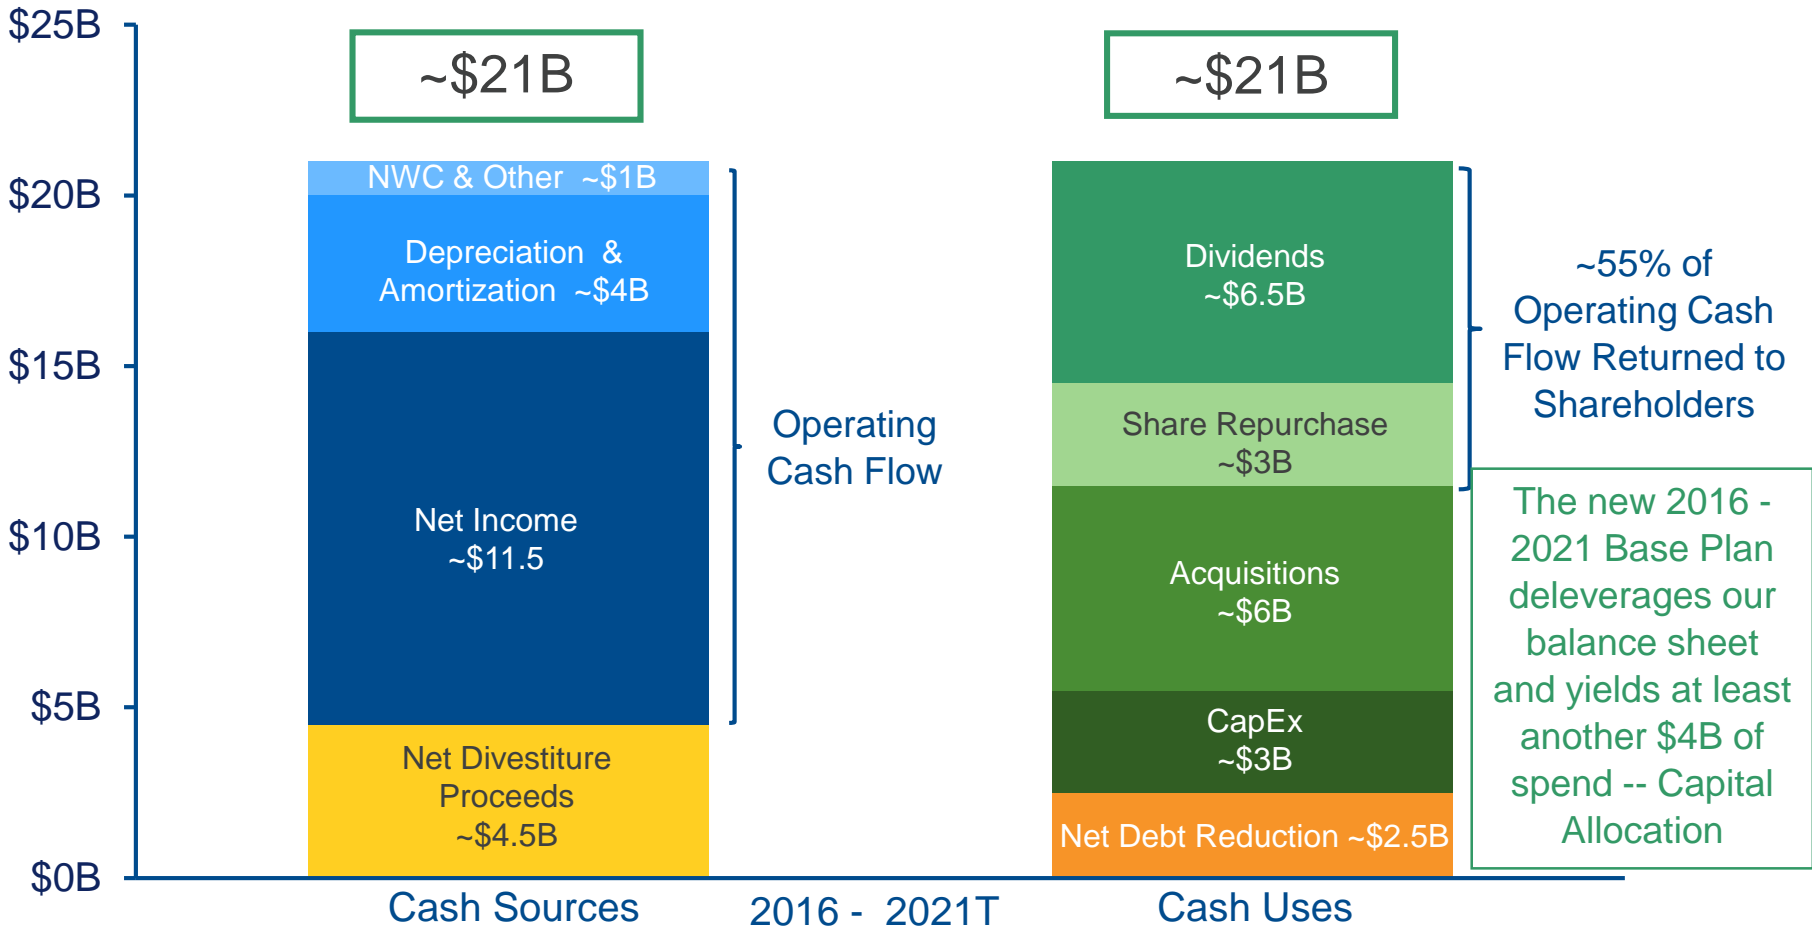 $25B
$20B
$15B
$10B
$5B
$0B
~$21B
NWC & Other ~$1B
Depreciation &
Amortization ~$4B
Net Income
~$11.5
Net Divestiture
Proceeds
~$4.5B
Operating
Cash Flow
~$21B
Dividends
~$6.5B
Share Repurchase
~$3B
Acquisitions
~$6B
CapEx
~$3B
Net Debt Reduction ~$2.5B
~55% of
Operating Cash
Flow Returned to
Shareholders
The new 2016 -
2021 Base Plan
deleverages our
balance sheet
and yields at least
another $4B of
spend -- Capital
Allocation
Cash Sources
2016 - 2021T
Cash Uses